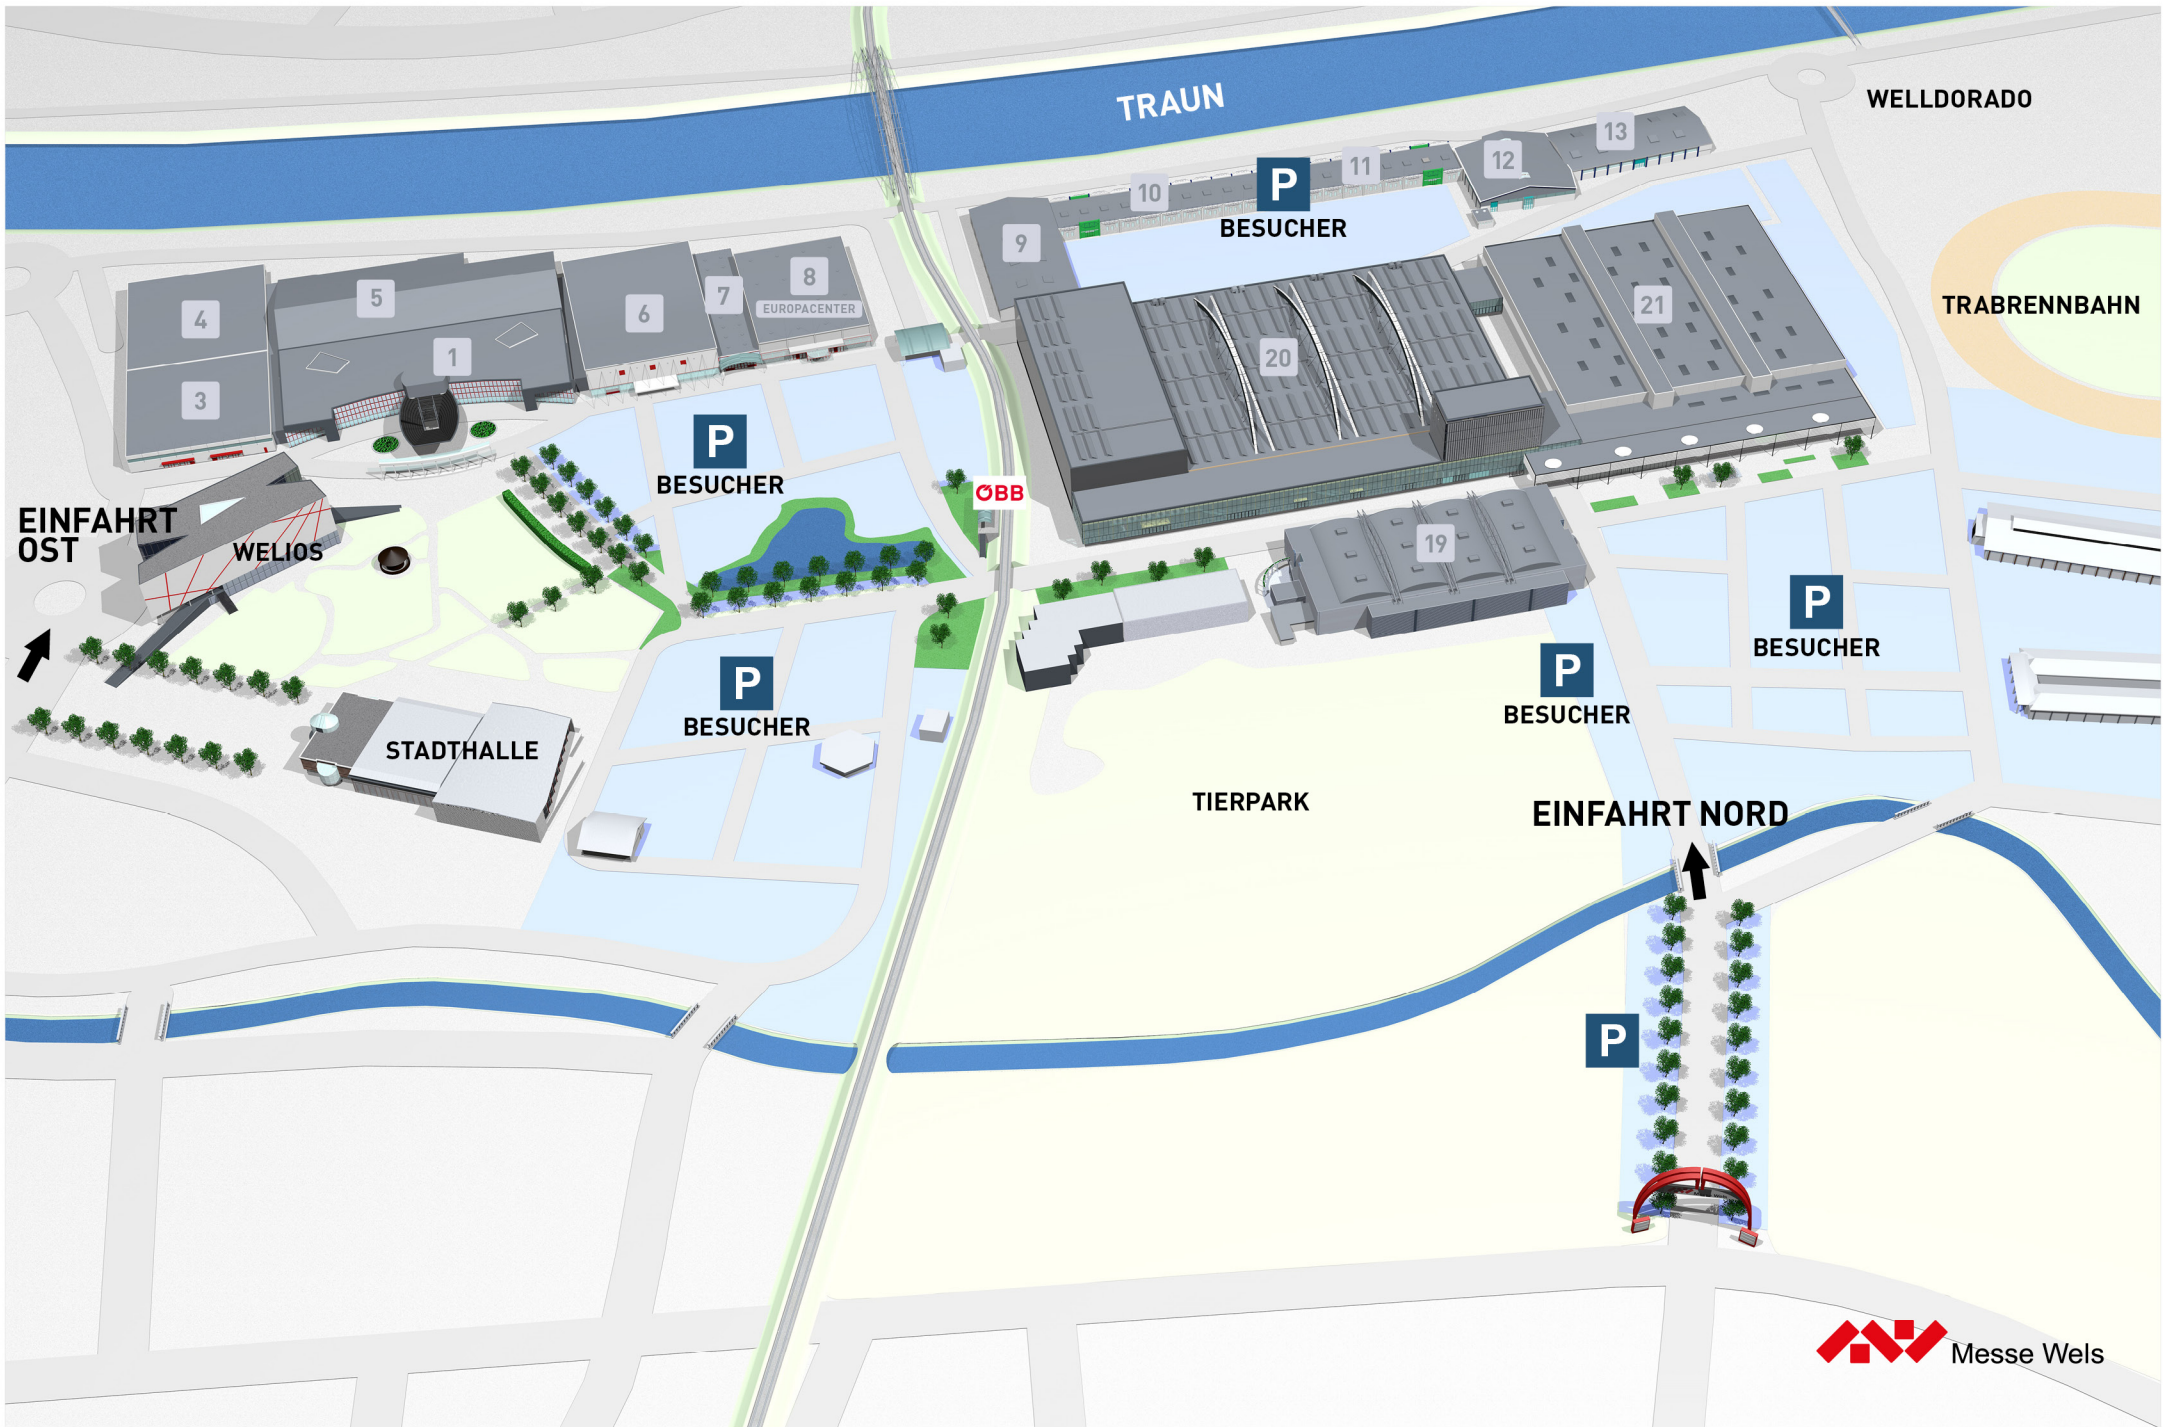 TRAUN
WELLDORADO
13
12
11
10
P
BESUCHER
9
8
EUROPACENTER
7
6
5
4
1
3
20
21
TRABRENNBAHN
P
BESUCHER
ÖBB
EINFAHRT
OST
WELIOS
19
P
BESUCHER
P
BESUCHER
P
BESUCHER
STADTHALLE
TIERPARK
EINFAHRT NORD
P
Messe Wels